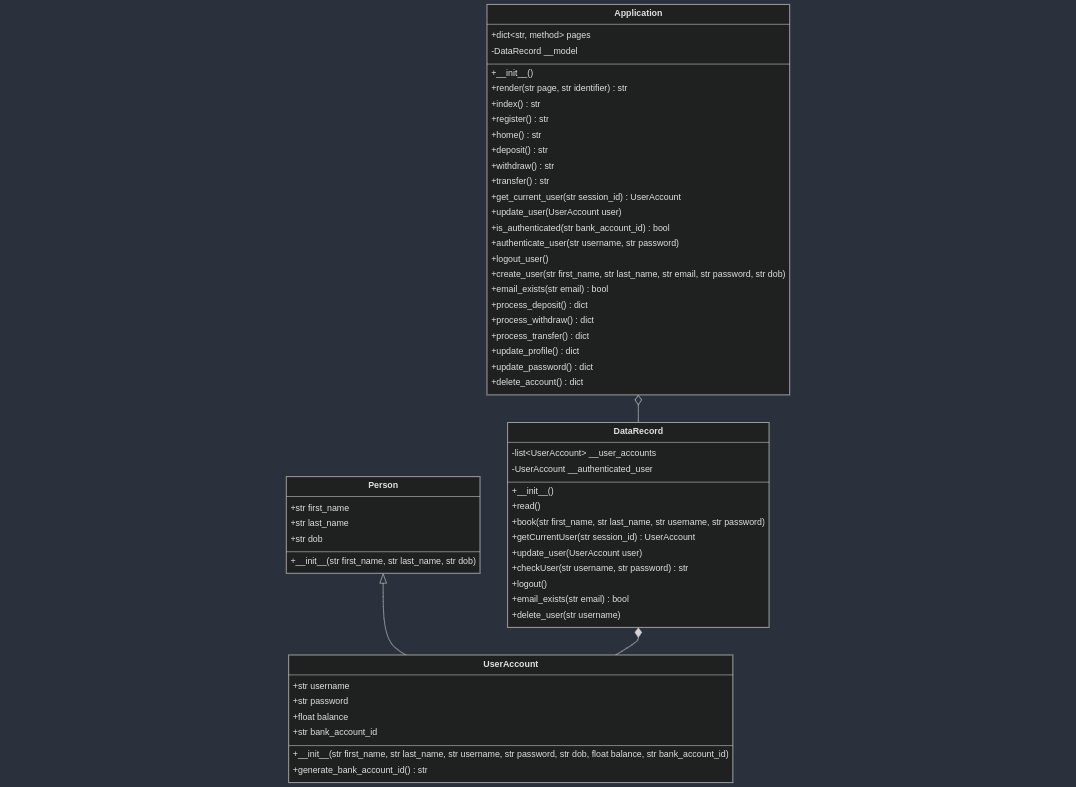 Application
+dict<str, method> pages
-DataRecord __model
+__init__()
+render(str page, str identifier) : str
+index() : str
+register() : str
+home() : str
+deposit() : str
+withdraw() : str
+transfer() : str
+get_current_user(str session_id) : UserAccount
+update_user(UserAccount user)
+is_authenticated(str bank_account_id) : bool
+authenticate_user(str username, str password)
+logout_user()
+create_user(str first_name, str last_name, str email, str password, str dob)
+email_exists(str email) : bool
+process_deposit() : dict
+process_withdraw() : dict
+process_transfer() : dict
+update_profile() : dict
+update_password() : dict
+delete_account() : dict
DataRecord
-list<UserAccount> __user_accounts
-UserAccount __authenticated_user
+__init__()
+read()
+book(str first_name, str last_name, str username, str password)
+getCurrentUser(str session_id) : UserAccount
+update_user(UserAccount user)
+checkUser(str username, str password) : str
+logout()
+email_exists(str email) : bool
+delete_user(str username)
Person
+str first_name
+str last_name
+str dob
+__init__(str first_name, str last_name, str dob)
UserAccount
+str username
+str password
+float balance
+str bank_account_id
+__init__(str first_name, str last_name, str username, str password, str dob, float balance, str bank_account_id)
+generate_bank_account_id() : str